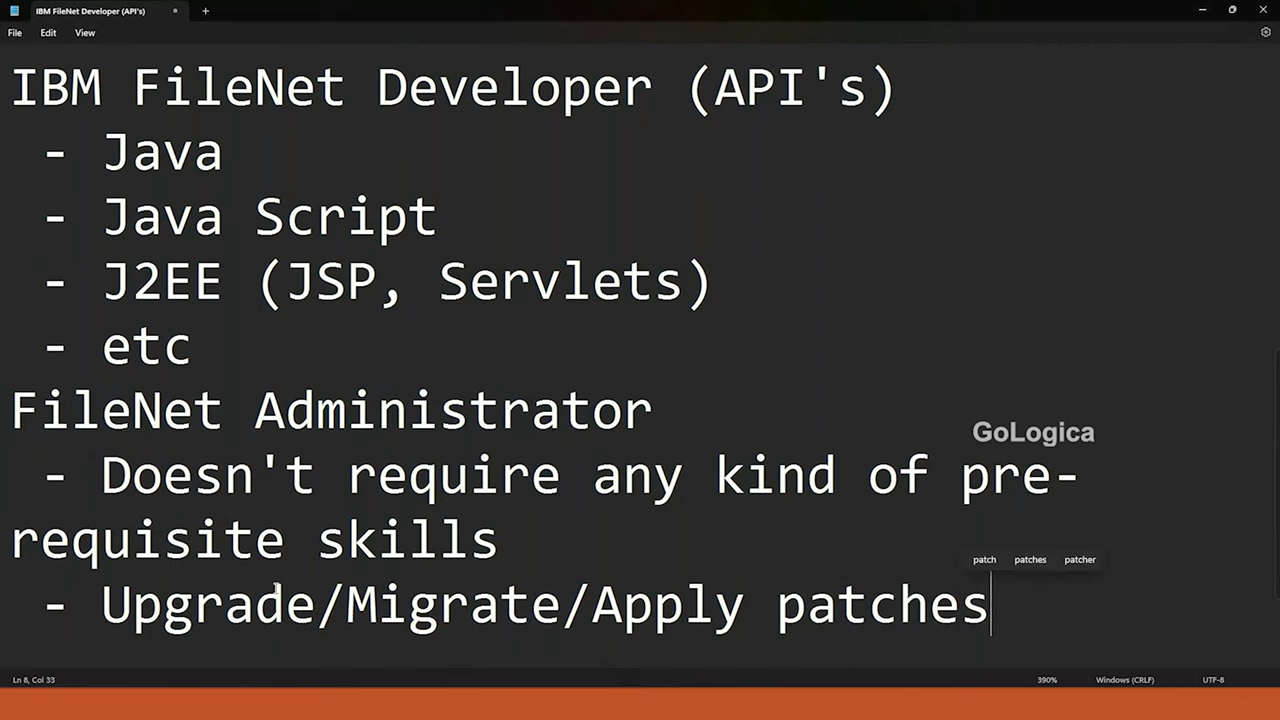 IBM FileNet Developer (API's)
File Edit View
IBM FileNet Developer (API's)
- Java
- Java Script
- J2EE (JSP, Servlets)
- etc
FileNet Administrator
GoLogica
- Doesn't require any kind of pre-
requisite skills
patch patches patcher
- Upgrade/Migrate/Apply patches
Ln 8, Col 33 390% Windows (CRLF) UTF-8